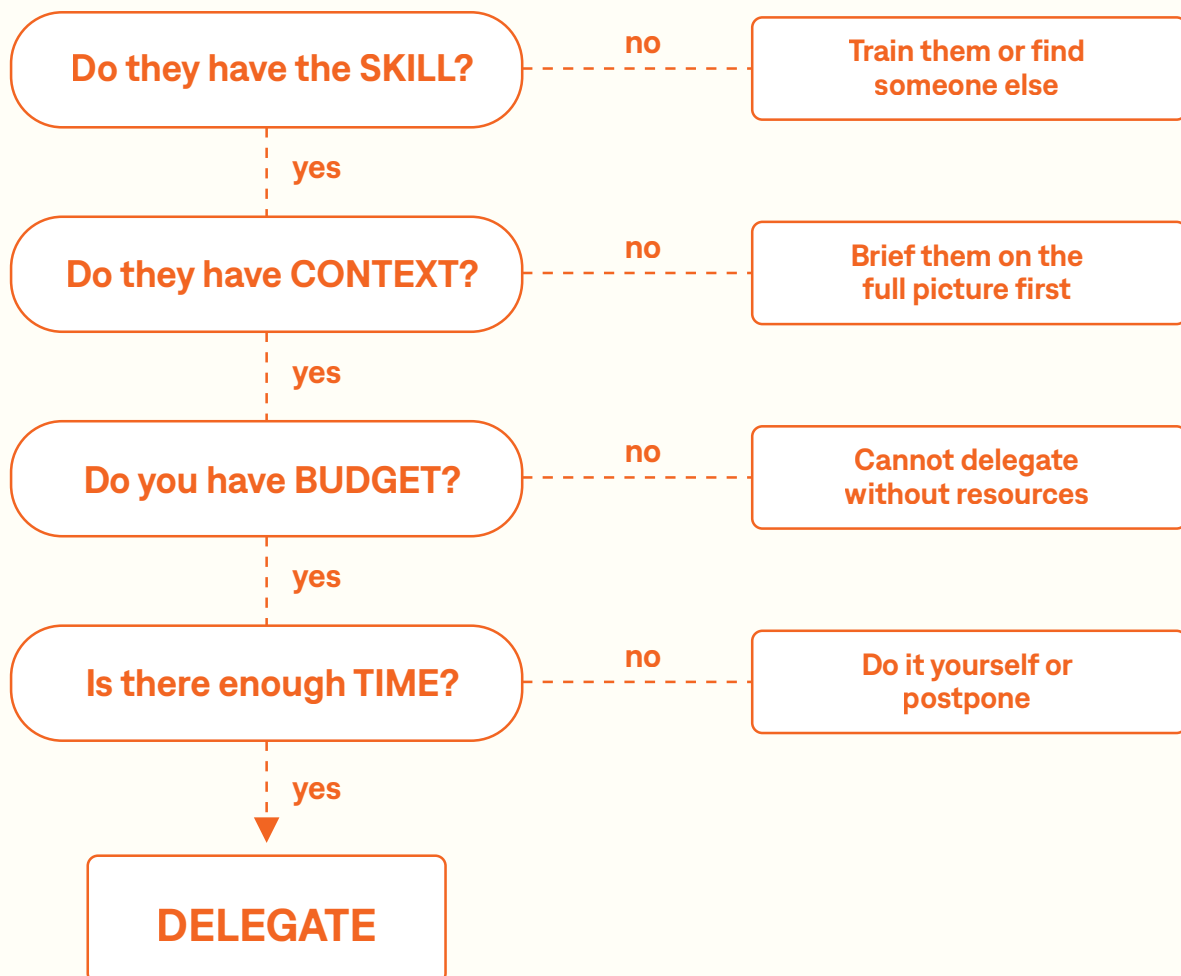 Do they have the SKILL?
no
Train them or find
someone else
yes
Do they have CONTEXT?
no
Brief them on the
full picture first
yes
Do you have BUDGET?
no
Cannot delegate
without resources
yes
Is there enough TIME?
no
Do it yourself or
postpone
yes
DELEGATE